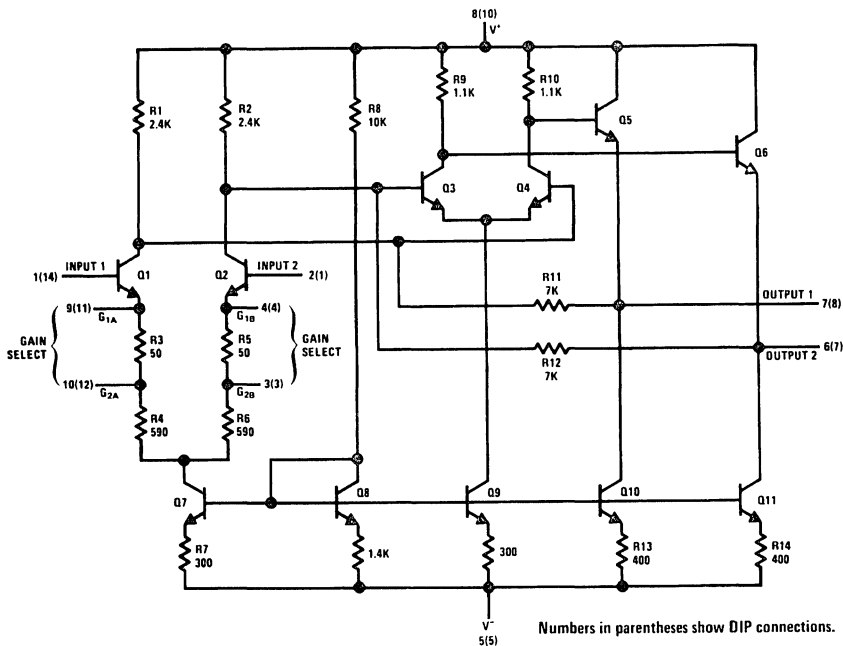 8(10)
V+
R1
2.4K
R2
2.4K
R8
10K
R9
1.1K
R10
1.1K
Q5
Q6
Q3
Q4
INPUT 1
1(14)
Q1
Q2
INPUT 2
2(1)
9(11)
G1A
4(4)
G1B
R11
7K
OUTPUT 1
7(8)
GAIN
SELECT
R3
50
R5
50
GAIN
SELECT
6(7)
OUTPUT 2
R12
7K
10(12)
G2A
3(3)
G2B
R4
590
R6
590
Q7
Q8
Q9
Q10
Q11
R7
300
1.4K
300
R13
400
R14
400
V-
5(5)
Numbers in parentheses show DIP connections.